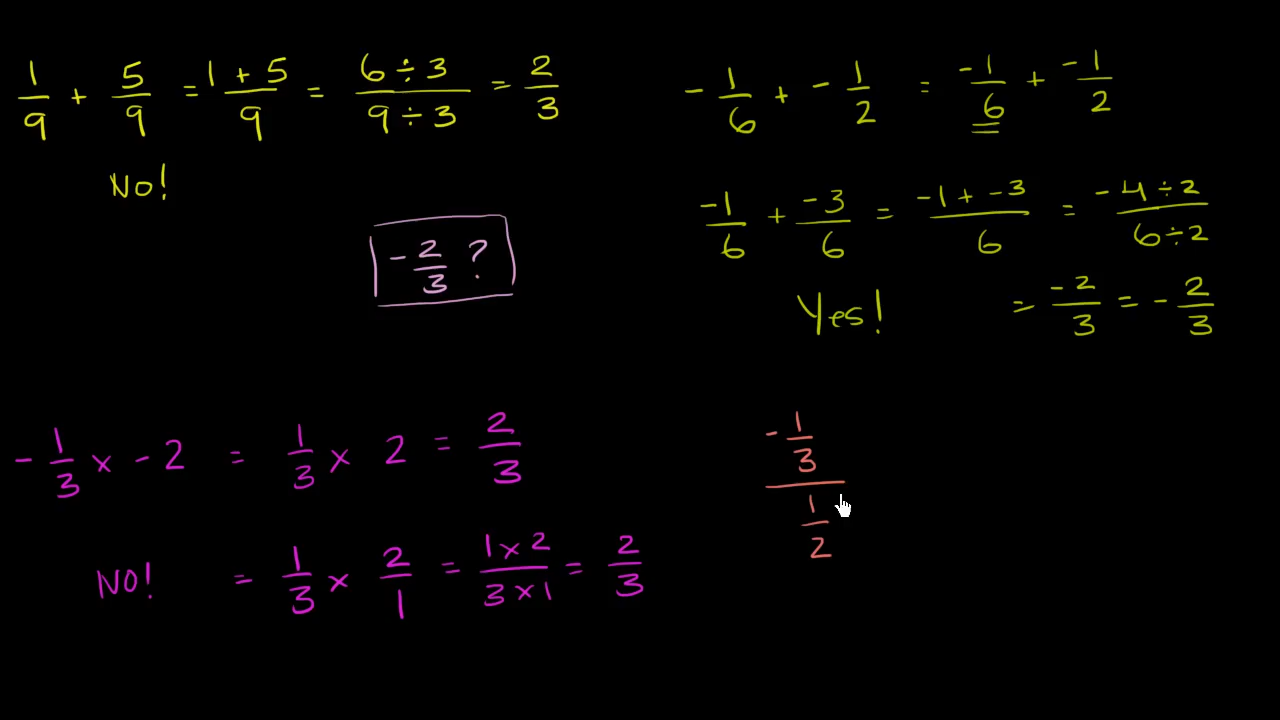 1/9 + 5/9 = (1 + 5)/9 = (6 ÷ 3)/(9 ÷ 3) = 2/3
No!
- 2/3 ?
- 1/6 + - 1/2 = -1/6 + -1/2
-1/6 + -3/6 = (-1 + -3)/6 = (-4 ÷ 2)/(6 ÷ 2)
Yes! = -2/3 = - 2/3
- 1/3 x - 2 = 1/3 x 2 = 2/3
NO! = 1/3 x 2/1 = (1 x 2)/(3 x 1) = 2/3
(- 1/3)/(1/2)